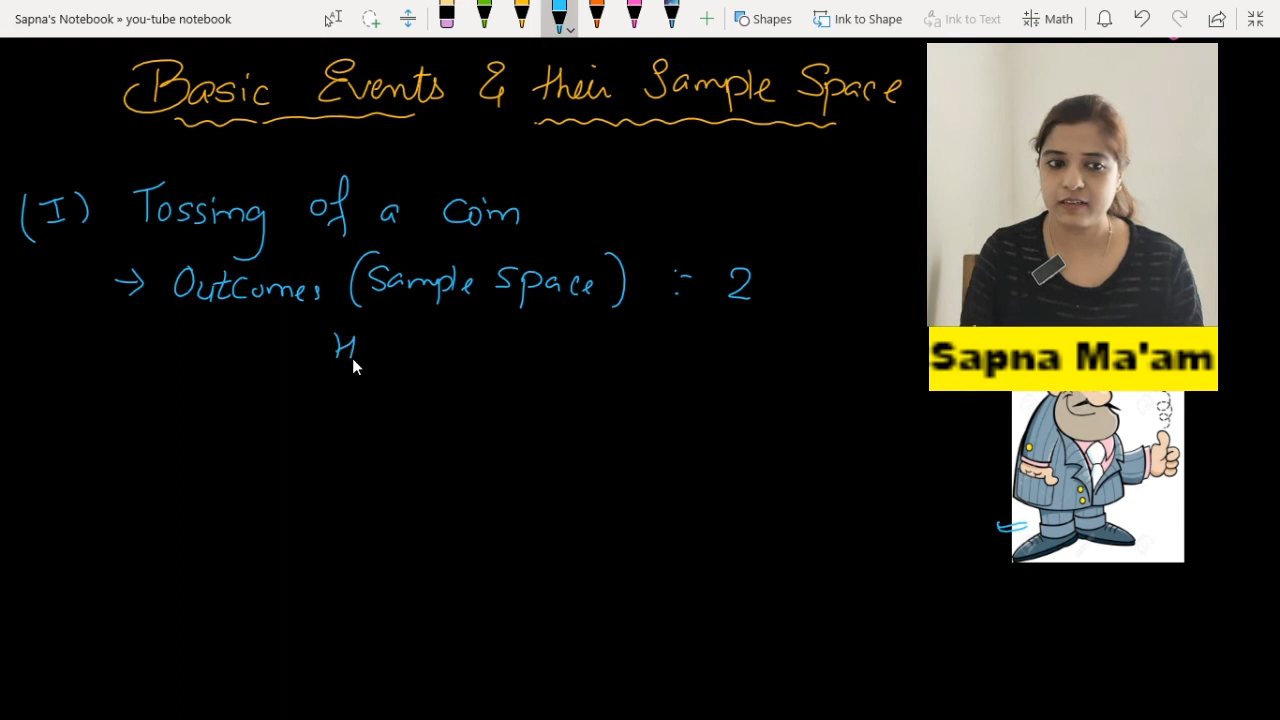 Sapna's Notebook » you-tube notebook
Shapes
Ink to Shape
Ink to Text
Math
Basic Events & their Sample Space
(I) Tossing of a Coin
→ Outcomes (Sample Space) :- 2
H
Sapna Ma'am